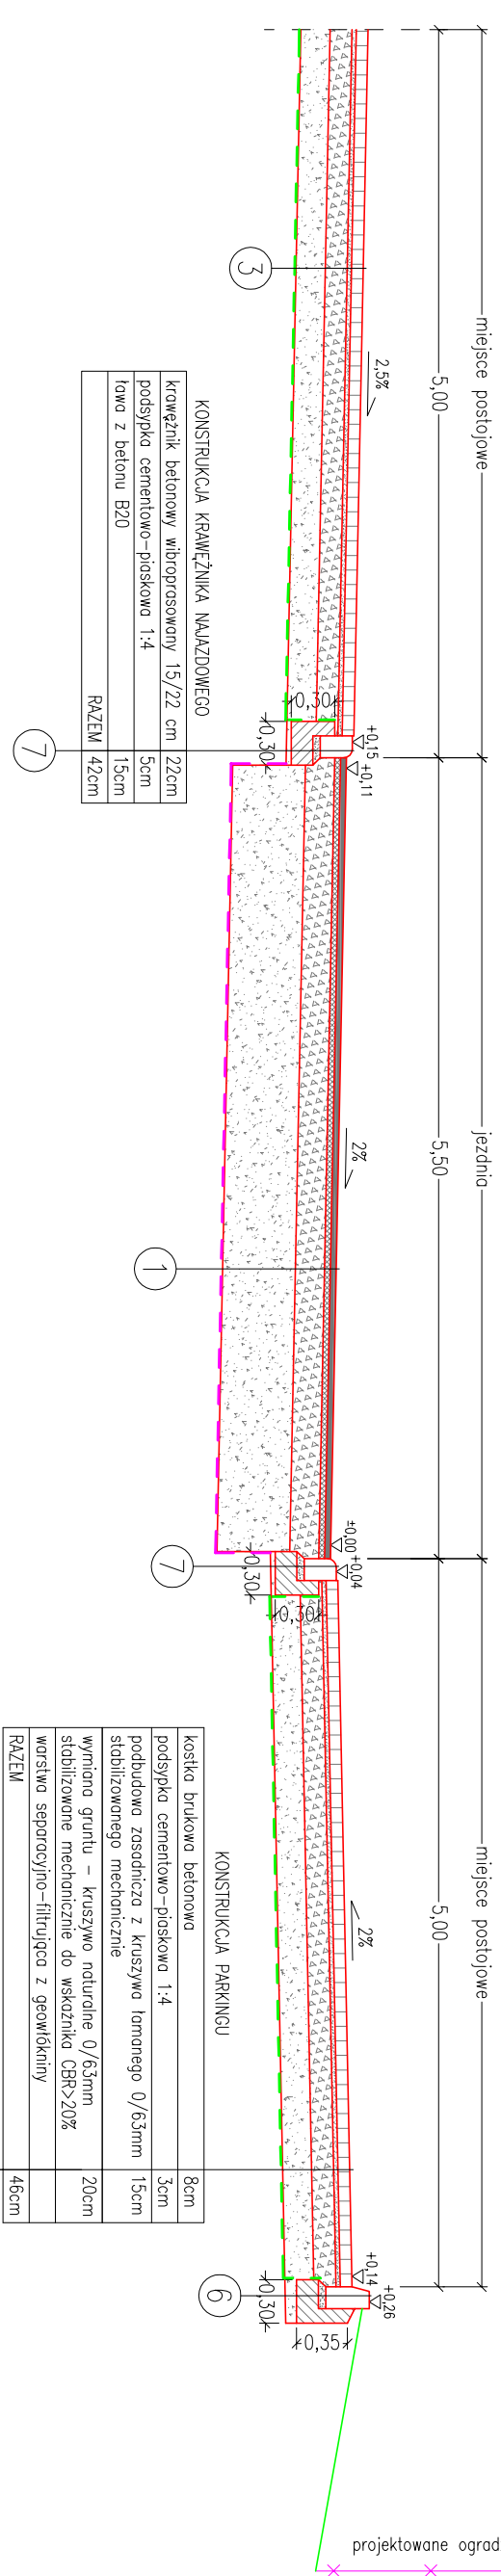 miejsce postojowe
jezdnia
miejsce postojowe
5,00
5,50
5,00
2,5%
2%
2%
+0,15
+0,11
±0,00
+0,04
+0,14
+0,26
3
0,30
0,30
7
1
7
0,30
0,30
6
0,30
0,35
KONSTRUKCJA KRAWĘŻNIKA NAJAZDOWEGO
krawężnik betonowy wibroprasowany 15/22 cm 22cm
podsypka cementowo-piaskowa 1:4 5cm
ława z betonu B20 15cm
RAZEM 42cm
KONSTRUKCJA PARKINGU
kostka brukowa betonowa 8cm
podsypka cementowo-piaskowa 1:4 3cm
podbudowa zasadnicza z kruszywa łamanego 0/63mm
stabilizowanego mechanicznie 15cm
wymiana gruntu - kruszywo naturalne 0/63mm
stabilizowane mechanicznie do wskaźnika CBR>20% 20cm
warstwa separacyjno-filtrująca z geowłókniny
RAZEM 46cm
projektowane ograd